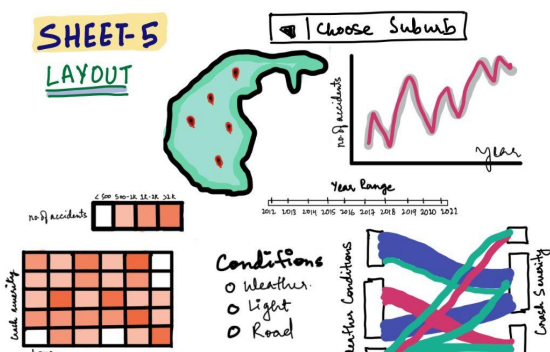 SHEET-5
LAYOUT
Choose Suburb
no. of accidents
year
Year Range
2012 2013 2014 2015 2016 2017 2018 2019 2020 2021
<500 500-1K 1K-2K >2K
no. of accidents
Conditions
Weather
Light
Road
Weather Conditions
Crash Severity